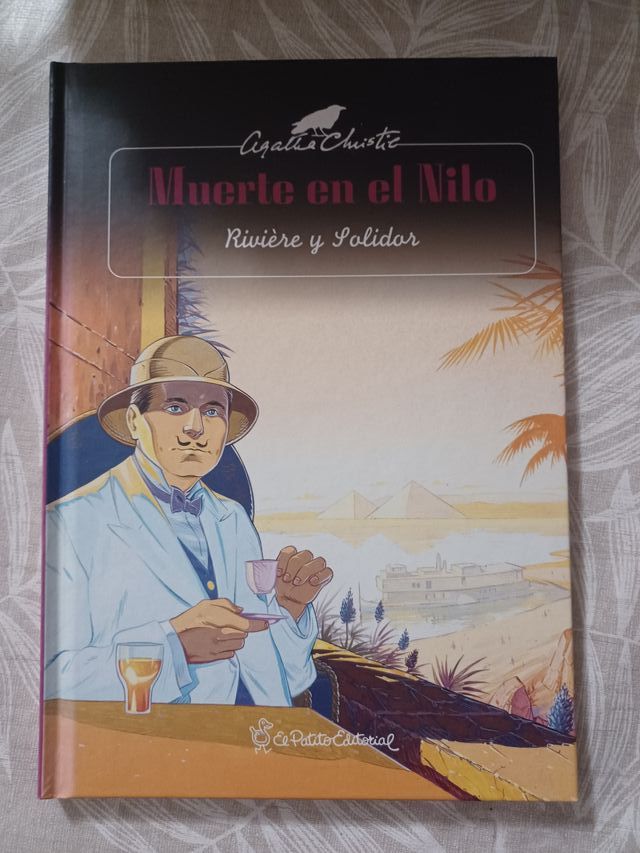 Agatha Christie
Muerte en el Nilo
Rivière y Solidor
El Patito Editorial